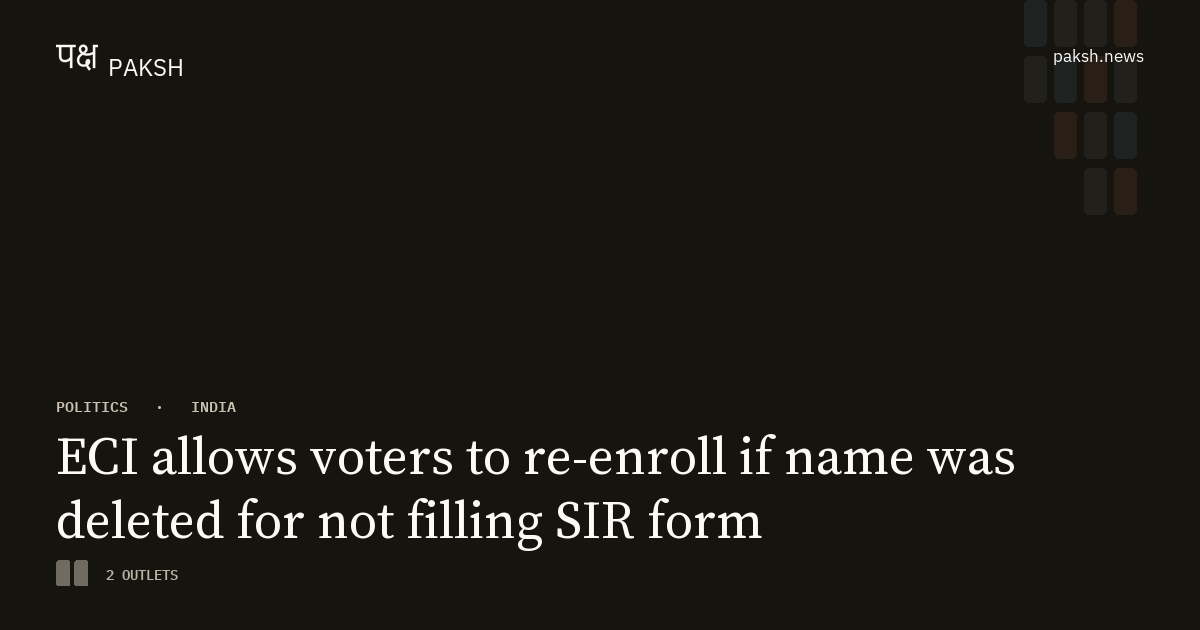 पक्ष PAKSH
paksh.news
POLITICS · INDIA
ECI allows voters to re-enroll if name was
deleted for not filling SIR form
2 OUTLETS